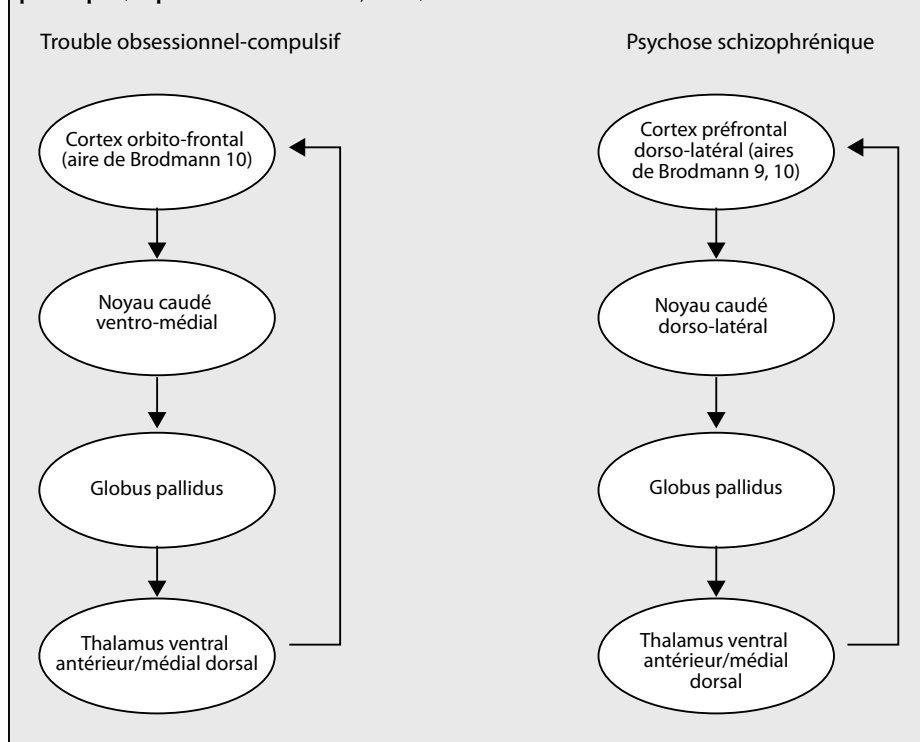 Trouble obsessionnel-compulsif
Cortex orbito-frontal
(aire de Brodmann 10)
Noyau caudé
ventro-médial
Globus pallidus
Thalamus ventral
antérieur/médial dorsal
Psychose schizophrénique
Cortex préfrontal
dorso-latéral (aires
de Brodmann 9, 10)
Noyau caudé
dorso-latéral
Globus pallidus
Thalamus ventral
antérieur/médial
dorsal